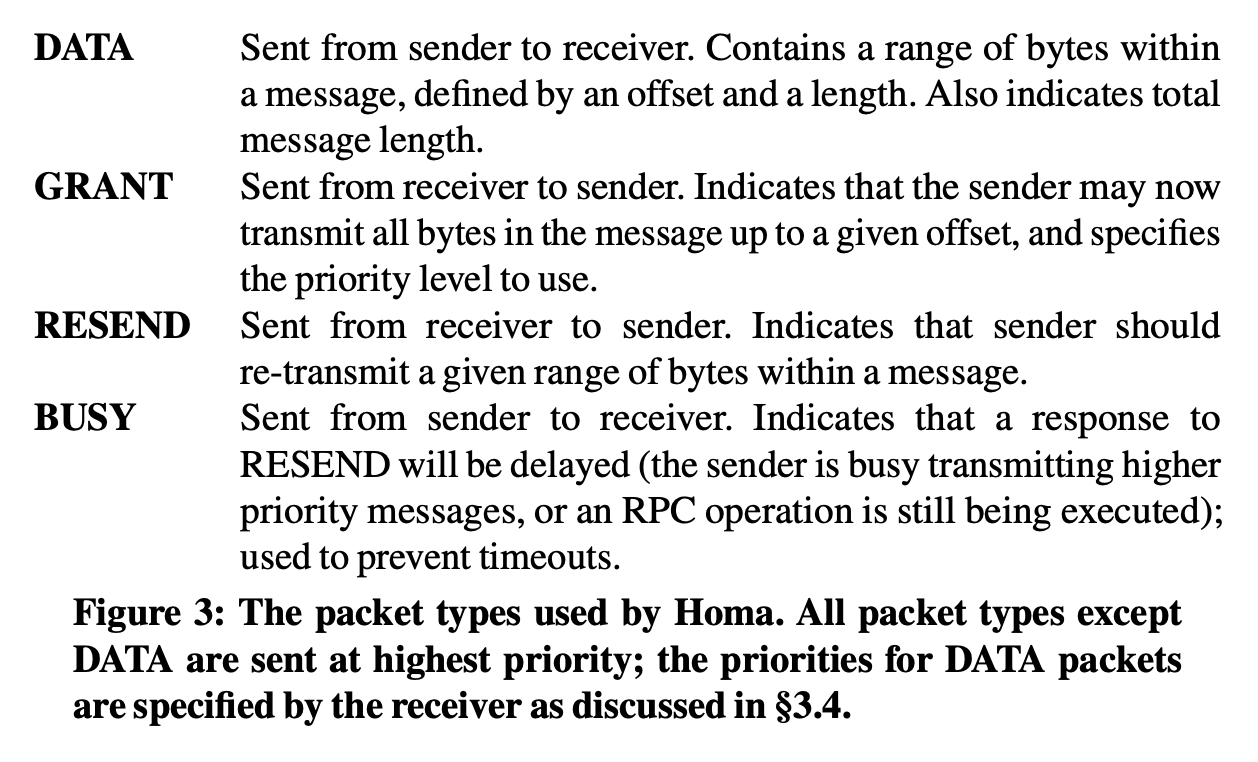 DATA Sent from sender to receiver. Contains a range of bytes within
a message, defined by an offset and a length. Also indicates total
message length.
GRANT Sent from receiver to sender. Indicates that the sender may now
transmit all bytes in the message up to a given offset, and specifies
the priority level to use.
RESEND Sent from receiver to sender. Indicates that sender should
re-transmit a given range of bytes within a message.
BUSY Sent from sender to receiver. Indicates that a response to
RESEND will be delayed (the sender is busy transmitting higher
priority messages, or an RPC operation is still being executed);
used to prevent timeouts.
Figure 3: The packet types used by Homa. All packet types except
DATA are sent at highest priority; the priorities for DATA packets
are specified by the receiver as discussed in §3.4.